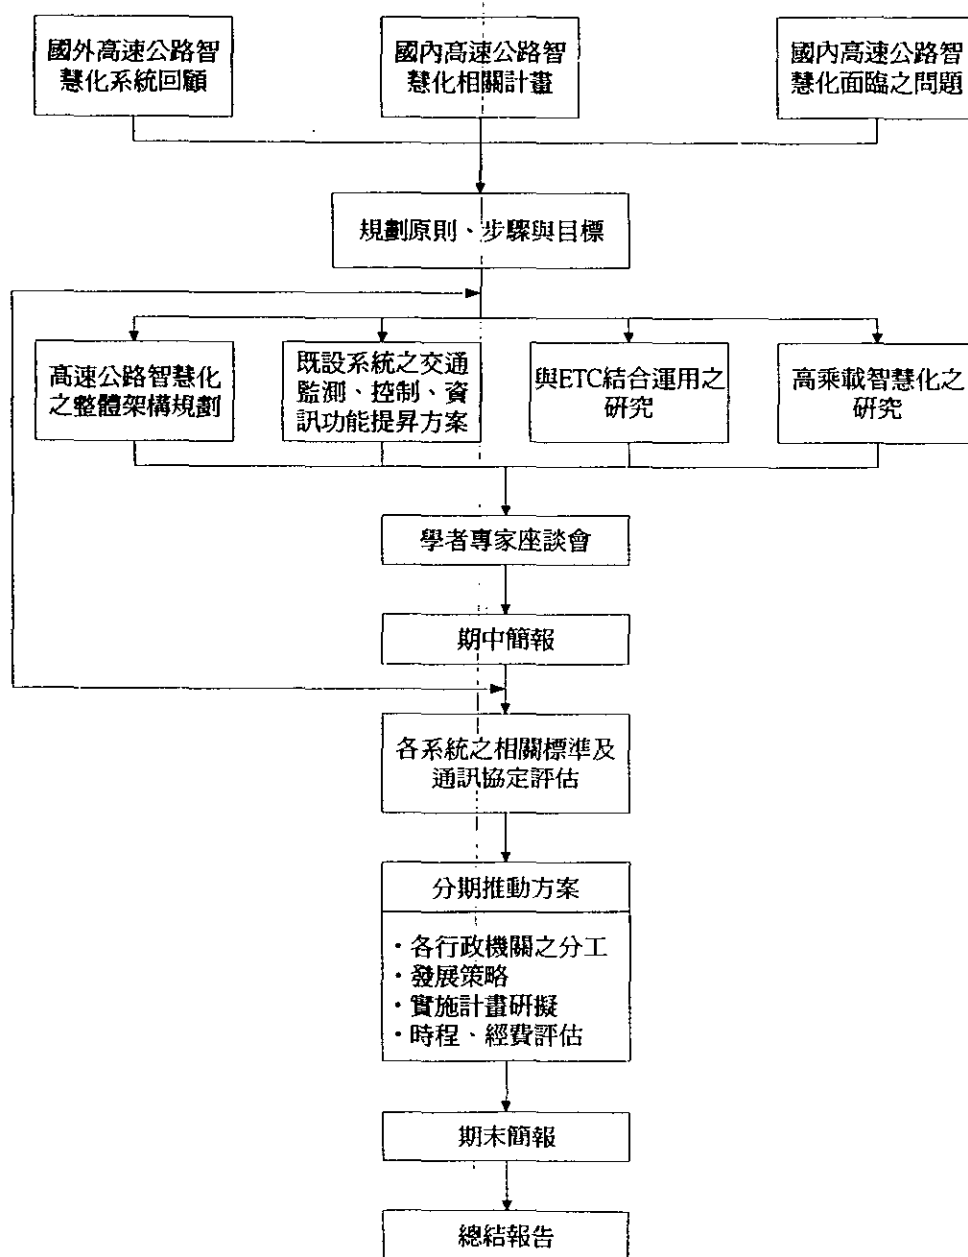 國外高速公路智
慧化系統回顧
國內高速公路智
慧化相關計畫
國內高速公路智
慧化面臨之問題
規劃原則、步驟與目標
高速公路智慧化
之整體架構規劃
既設系統之交通
監測、控制、資
訊功能提昇方案
與ETC結合運用之
研究
高乘載智慧化之
研究
學者專家座談會
期中簡報
各系統之相關標準及
通訊協定評估
分期推動方案
・各行政機關之分工
・發展策略
・實施計畫研擬
・時程、經費評估
期末簡報
總結報告